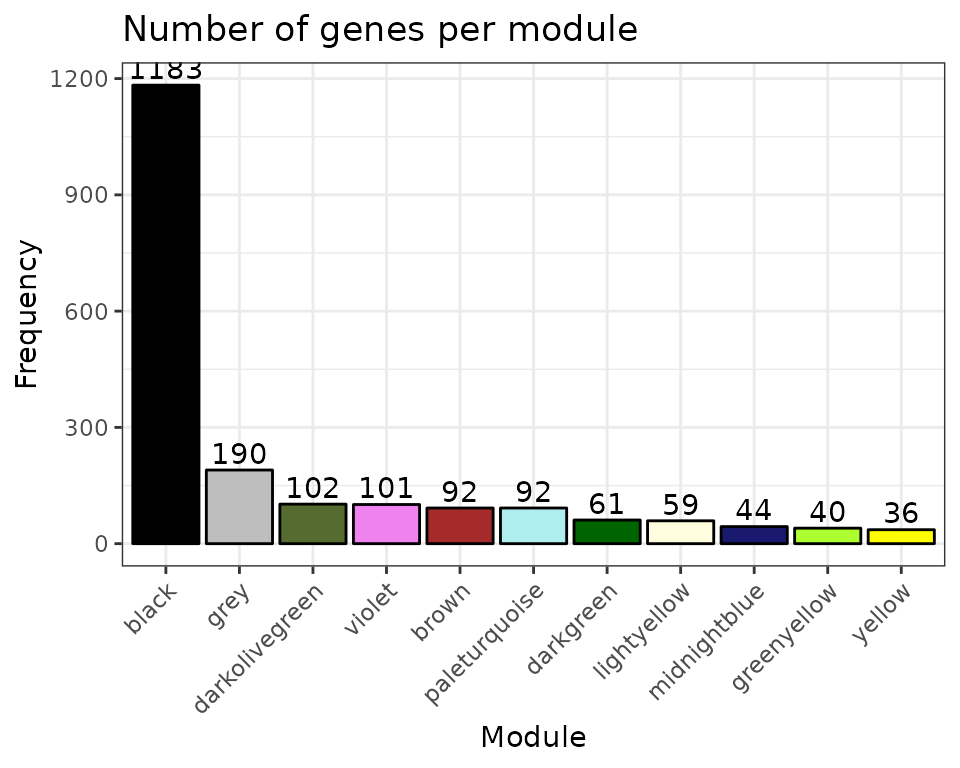 Number of genes per module
1200
900
600
300
0
Frequency
1183
190
102
101
92
92
61
59
44
40
36
black
grey
darkolivegreen
violet
brown
paleturquoise
darkgreen
lightyellow
midnightblue
greenyellow
yellow
Module